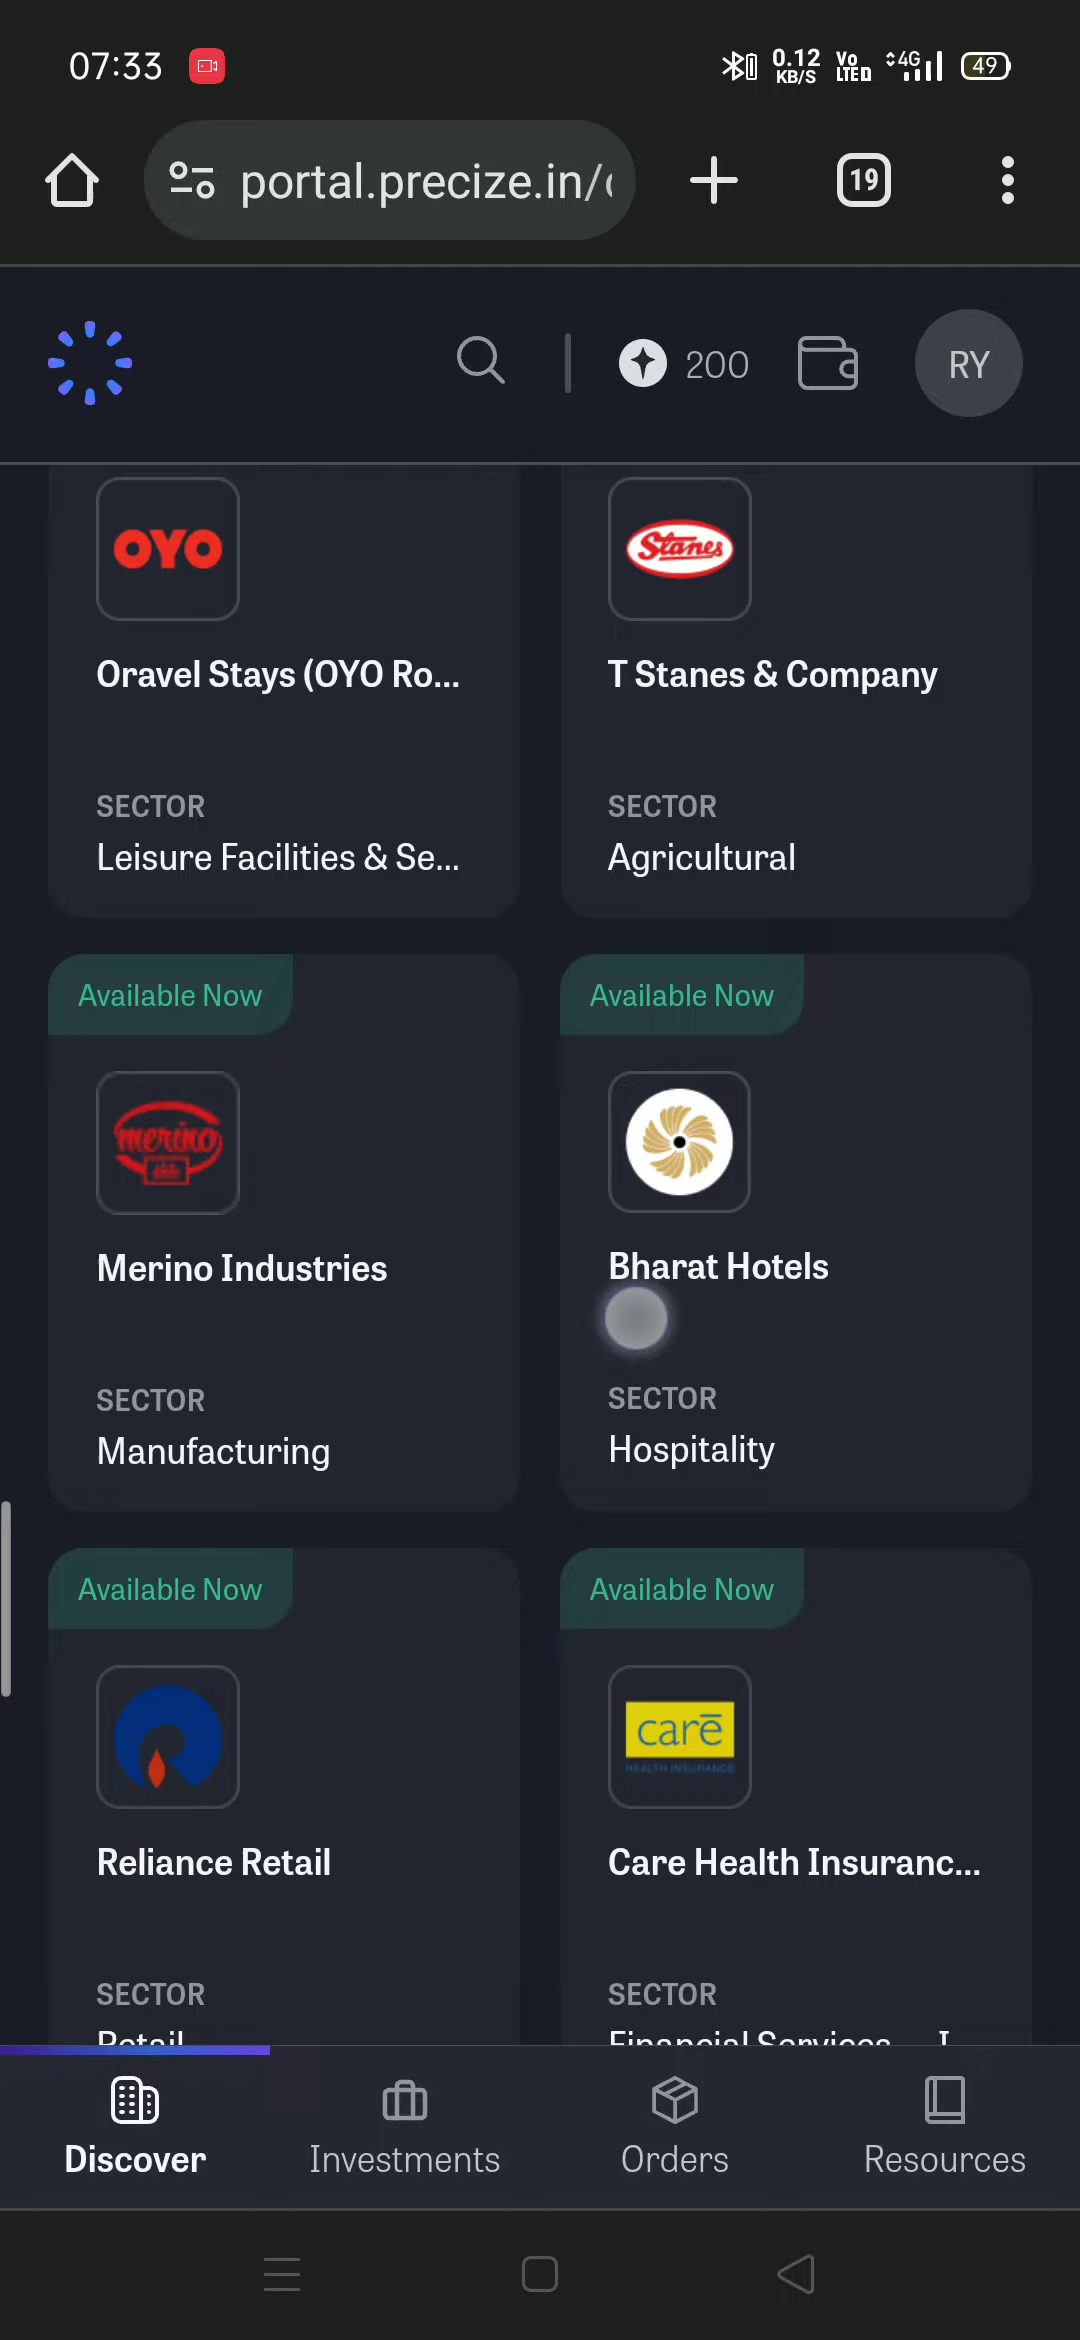 07:33
0.12
KB/S
Vo
LTE
4G
49
portal.precize.in/
19
200
RY
OYO
Stanes
Oravel Stays (OYO Ro...
T Stanes & Company
SECTOR
SECTOR
Leisure Facilities & Se...
Agricultural
Available Now
Available Now
merino
Merino Industries
Bharat Hotels
SECTOR
SECTOR
Manufacturing
Hospitality
Available Now
Available Now
carē
HEALTH INSURANCE
Reliance Retail
Care Health Insuranc...
SECTOR
SECTOR
Retail
Financial Services
Discover
Investments
Orders
Resources